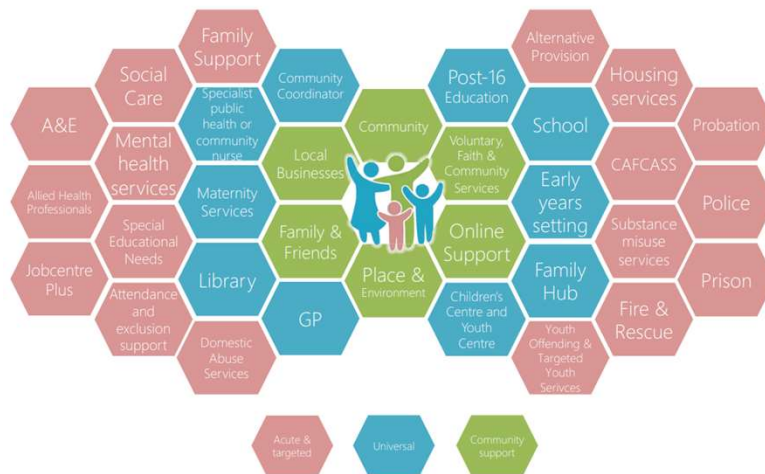 Family
Support
Social
Care
A&E
Specialist
public
health or
community
nurse
Mental
health
services
Allied Health
Professionals
Maternity
Services
Special
Educational
Needs
Jobcentre
Plus
Library
Attendance
and
exclusion
support
Domestic
Abuse
Services
Community
Coordinator
Local
Businesses
Family &
Friends
GP
Community
Place &
Environment
Post-16
Education
Voluntary,
Faith &
Community
Services
Online
Support
Children's
Centre and
Youth
Centre
Alternative
Provision
School
Early
years
setting
Family
Hub
Youth
Offending &
Targeted
Youth
Serivces
Housing
services
CAFCASS
Substance
misuse
services
Fire &
Rescue
Probation
Police
Prison
Acute &
targeted
Universal
Community
support